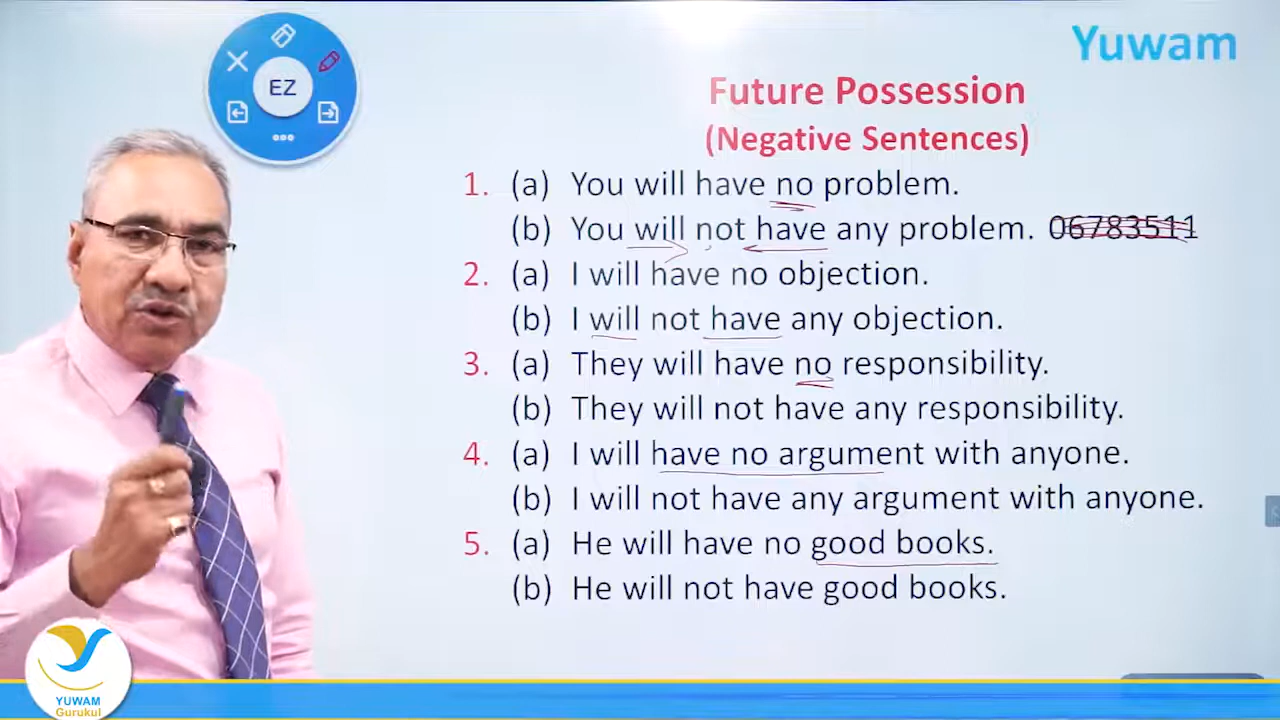 Yuwam
EZ
Future Possession
(Negative Sentences)
1. (a) You will have no problem.
(b) You will not have any problem. 06783511
2. (a) I will have no objection.
(b) I will not have any objection.
3. (a) They will have no responsibility.
(b) They will not have any responsibility.
4. (a) I will have no argument with anyone.
(b) I will not have any argument with anyone.
5. (a) He will have no good books.
(b) He will not have good books.
YUWAM
Gurukul